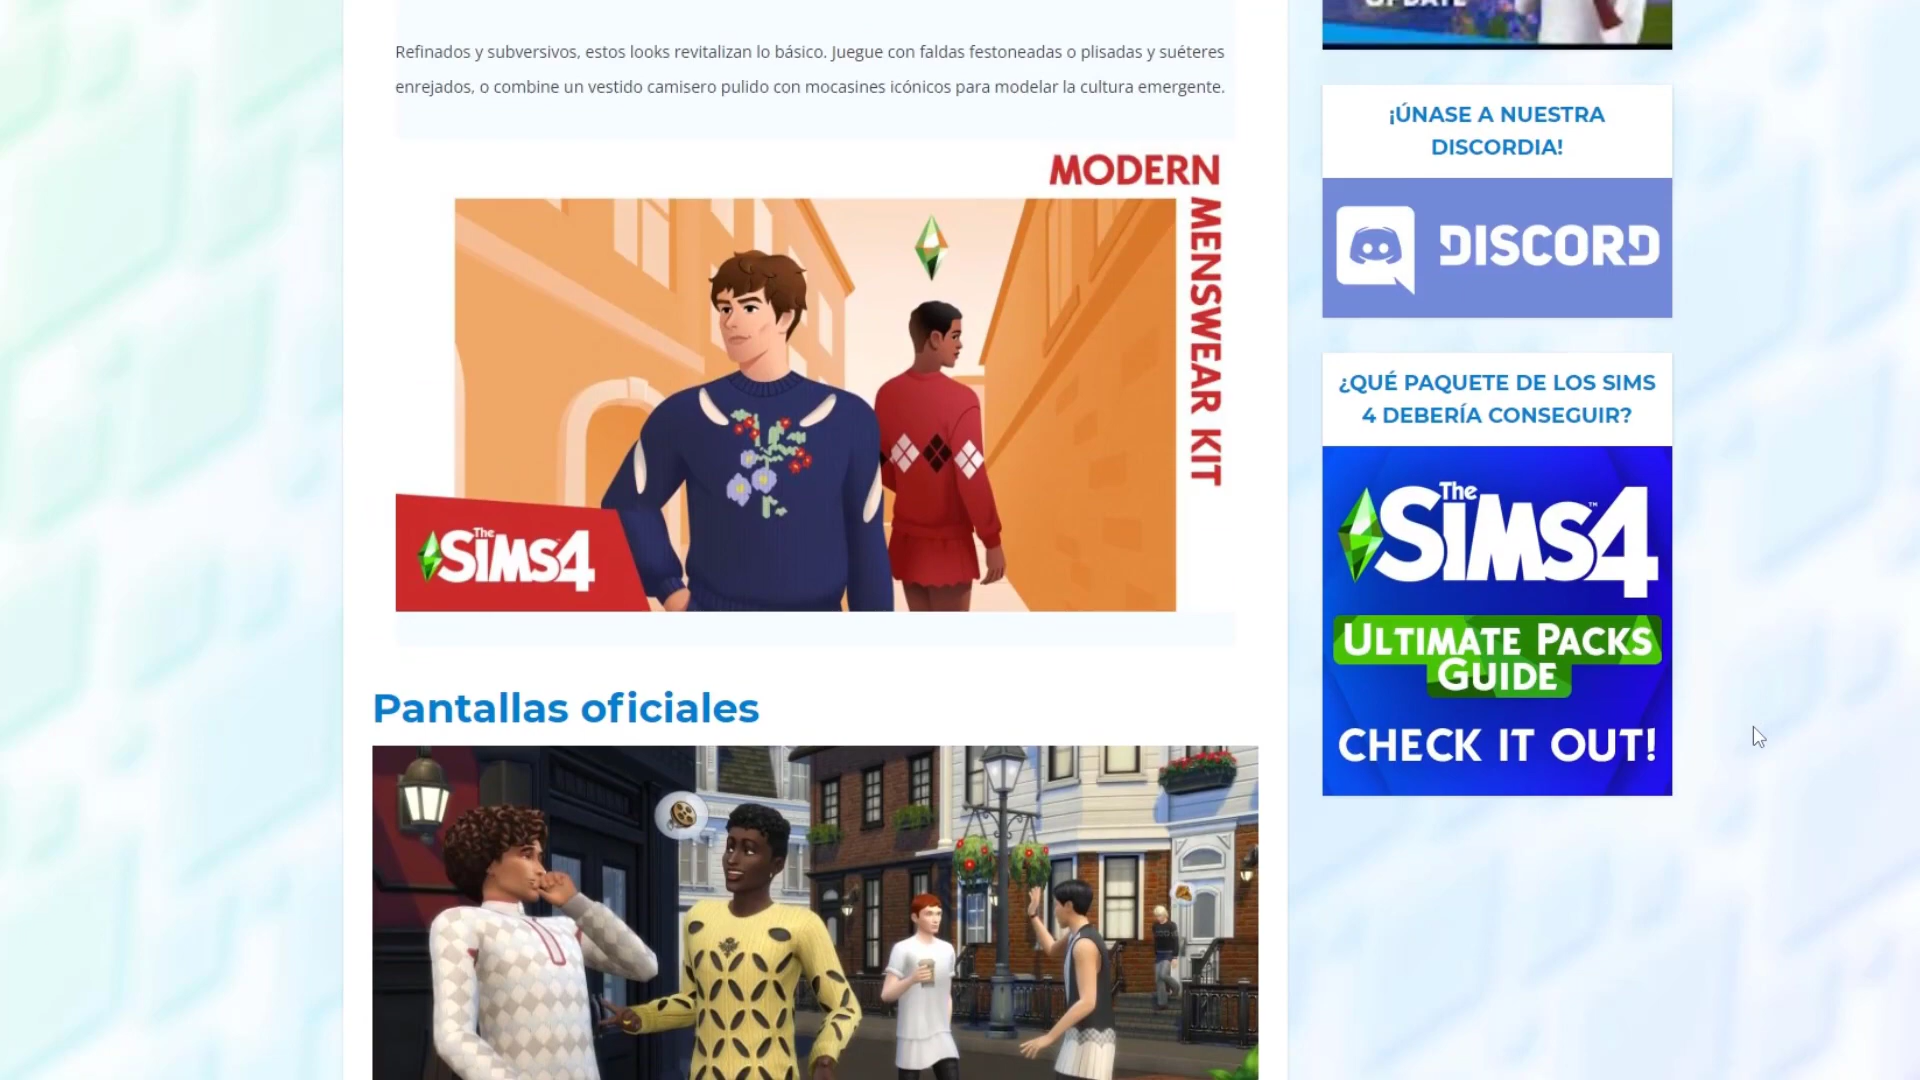 Refinados y subversivos, estos looks revitalizan lo básico. Juegue con faldas festoneadas o plisadas y suéteres
enrejados, o combine un vestido camisero pulido con mocasines icónicos para modelar la cultura emergente.
MODERN
MENSWEAR KIT
The
SIMS4
Pantallas oficiales
UPDATE
¡ÚNASE A NUESTRA
DISCORDIA!
DISCORD
¿QUÉ PAQUETE DE LOS SIMS
4 DEBERÍA CONSEGUIR?
The
SIMS4™
ULTIMATE PACKS
GUIDE
CHECK IT OUT!